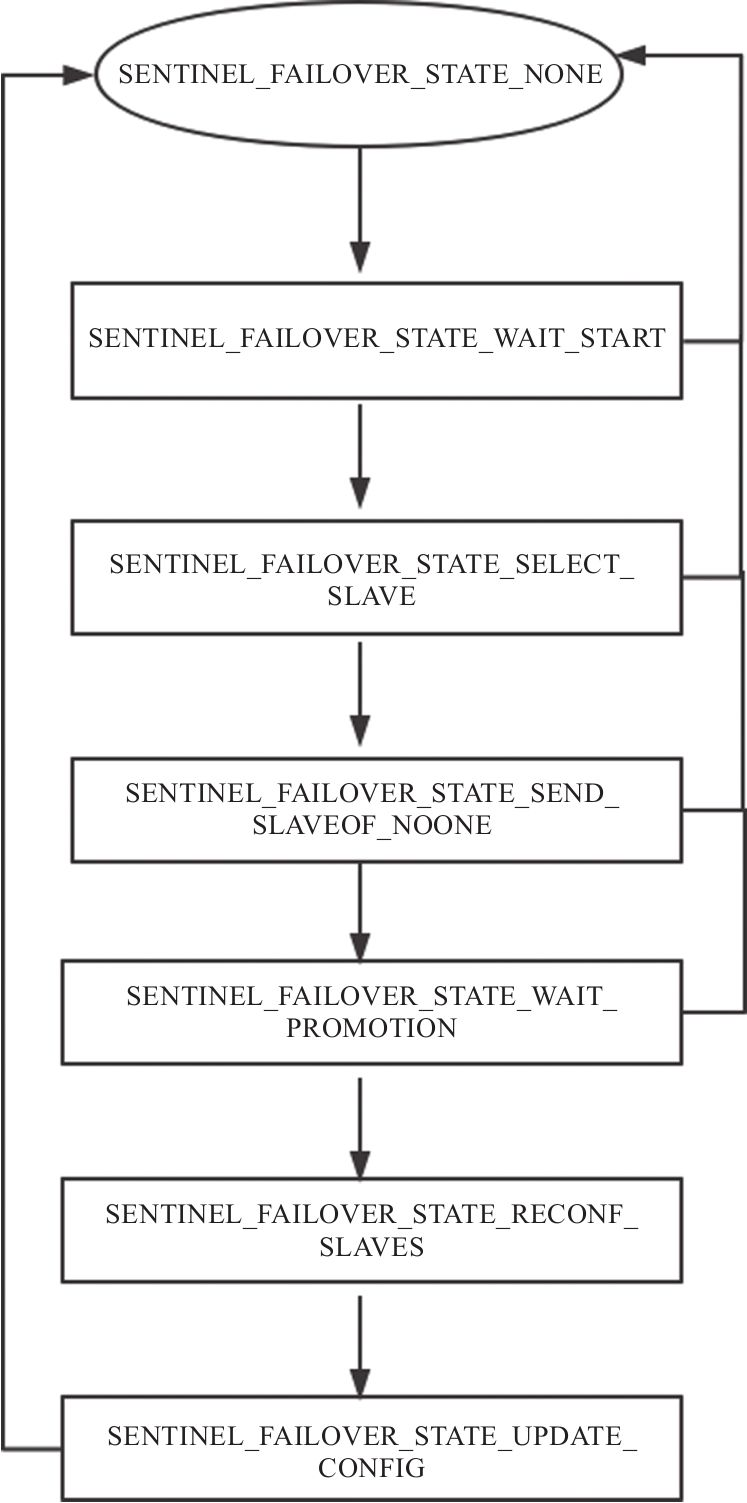 SENTINEL_FAILOVER_STATE_NONE
SENTINEL_FAILOVER_STATE_WAIT_START
SENTINEL_FAILOVER_STATE_SELECT_
SLAVE
SENTINEL_FAILOVER_STATE_SEND_
SLAVEOF_NOONE
SENTINEL_FAILOVER_STATE_WAIT_
PROMOTION
SENTINEL_FAILOVER_STATE_RECONF_
SLAVES
SENTINEL_FAILOVER_STATE_UPDATE_
CONFIG